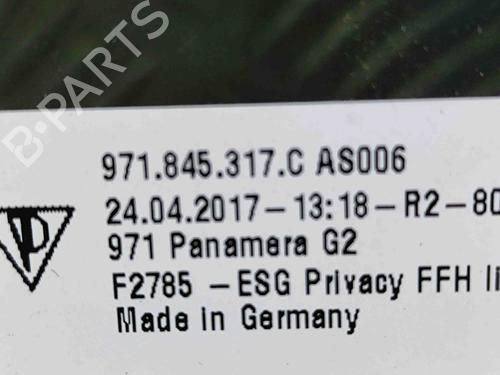 B-PARTS
971.845.317.C AS006
24.04.2017-13:18-R2-80
971 Panamera G2
F2785 -ESG Privacy FFH li
Made in Germany